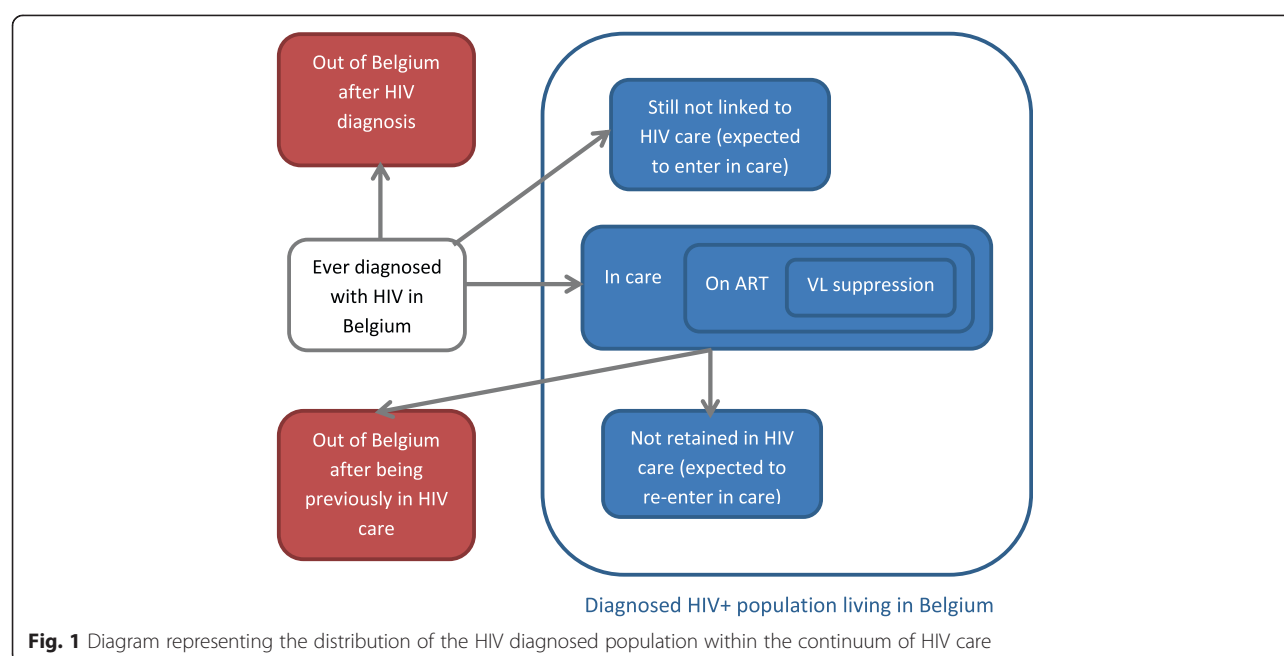 Out of Belgium
after HIV
diagnosis
Still not linked to
HIV care (expected
to enter in care)
Ever diagnosed
with HIV in
Belgium
In care
On ART
VL suppression
Out of Belgium
after being
previously in HIV
care
Not retained in HIV
care (expected to
re-enter in care)
Diagnosed HIV+ population living in Belgium
Fig. 1 Diagram representing the distribution of the HIV diagnosed population within the continuum of HIV care